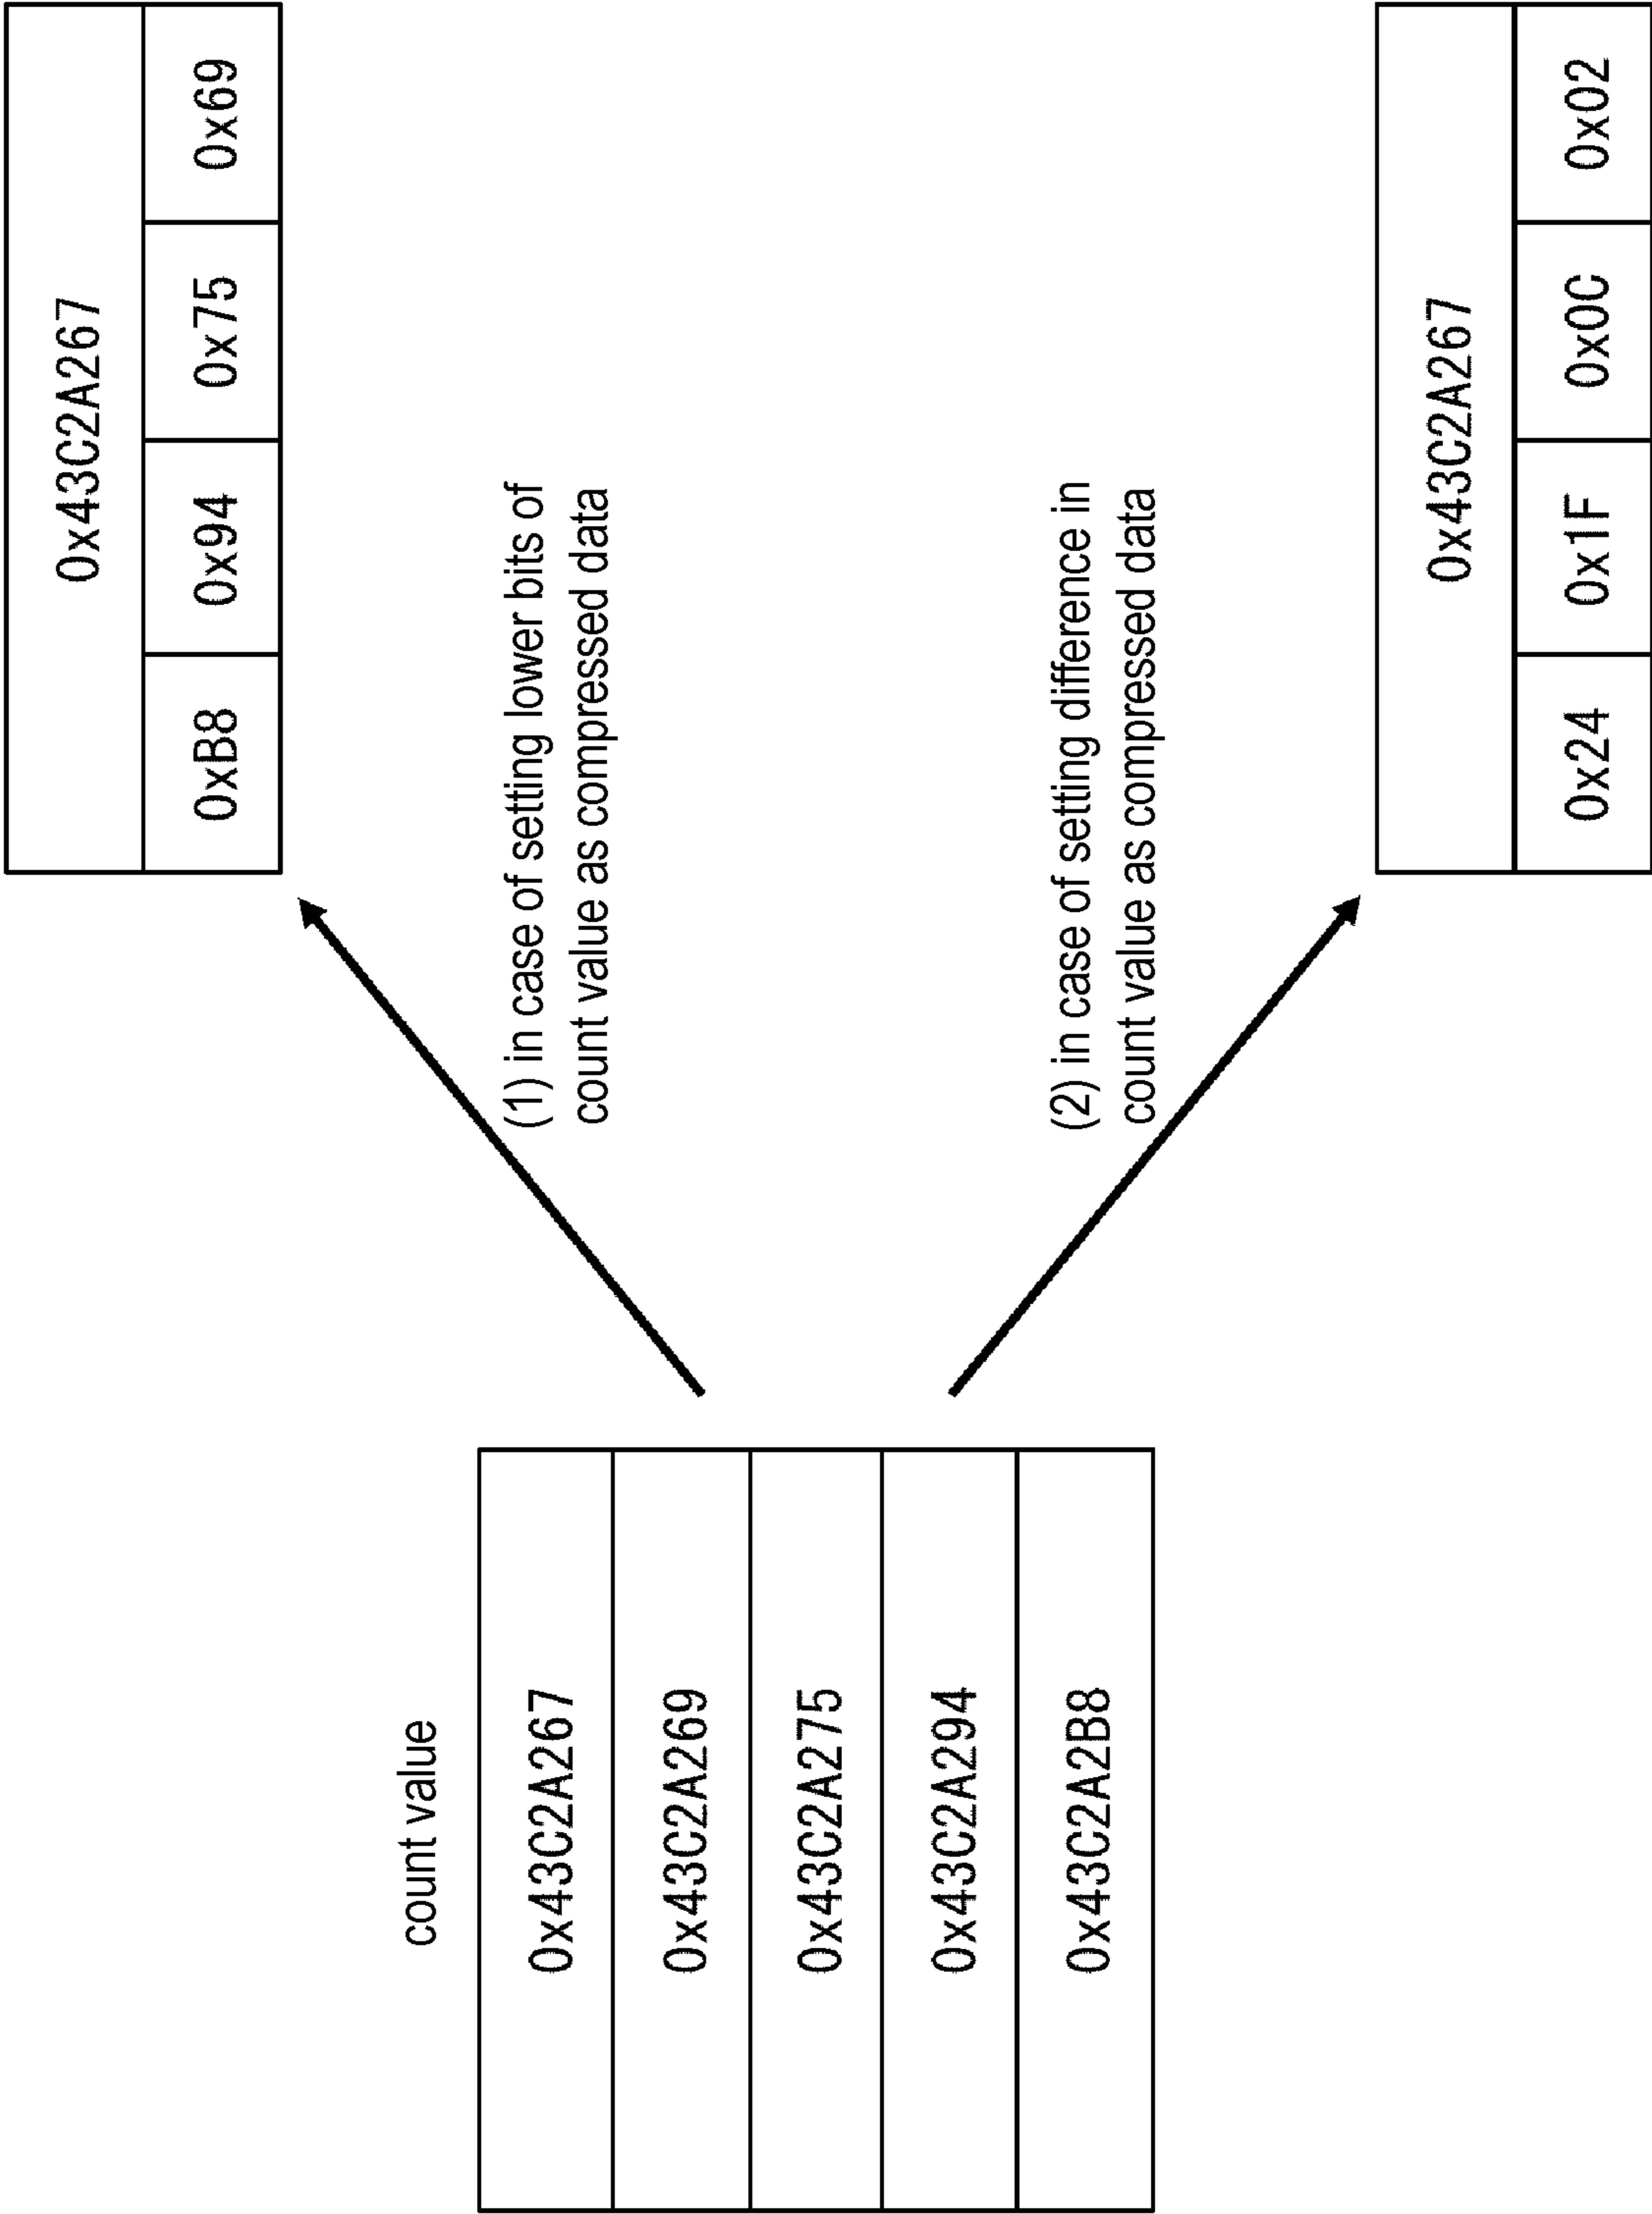 count value
0x43C2A267
0x43C2A269
0x43C2A275
0x43C2A294
0x43C2A2B8
(1) in case of setting lower bits of
count value as compressed data
0x43C2A267
0xB8 0x94 0x75 0x69
(2) in case of setting difference in
count value as compressed data
0x43C2A267
0x24 0x1F 0x0C 0x02